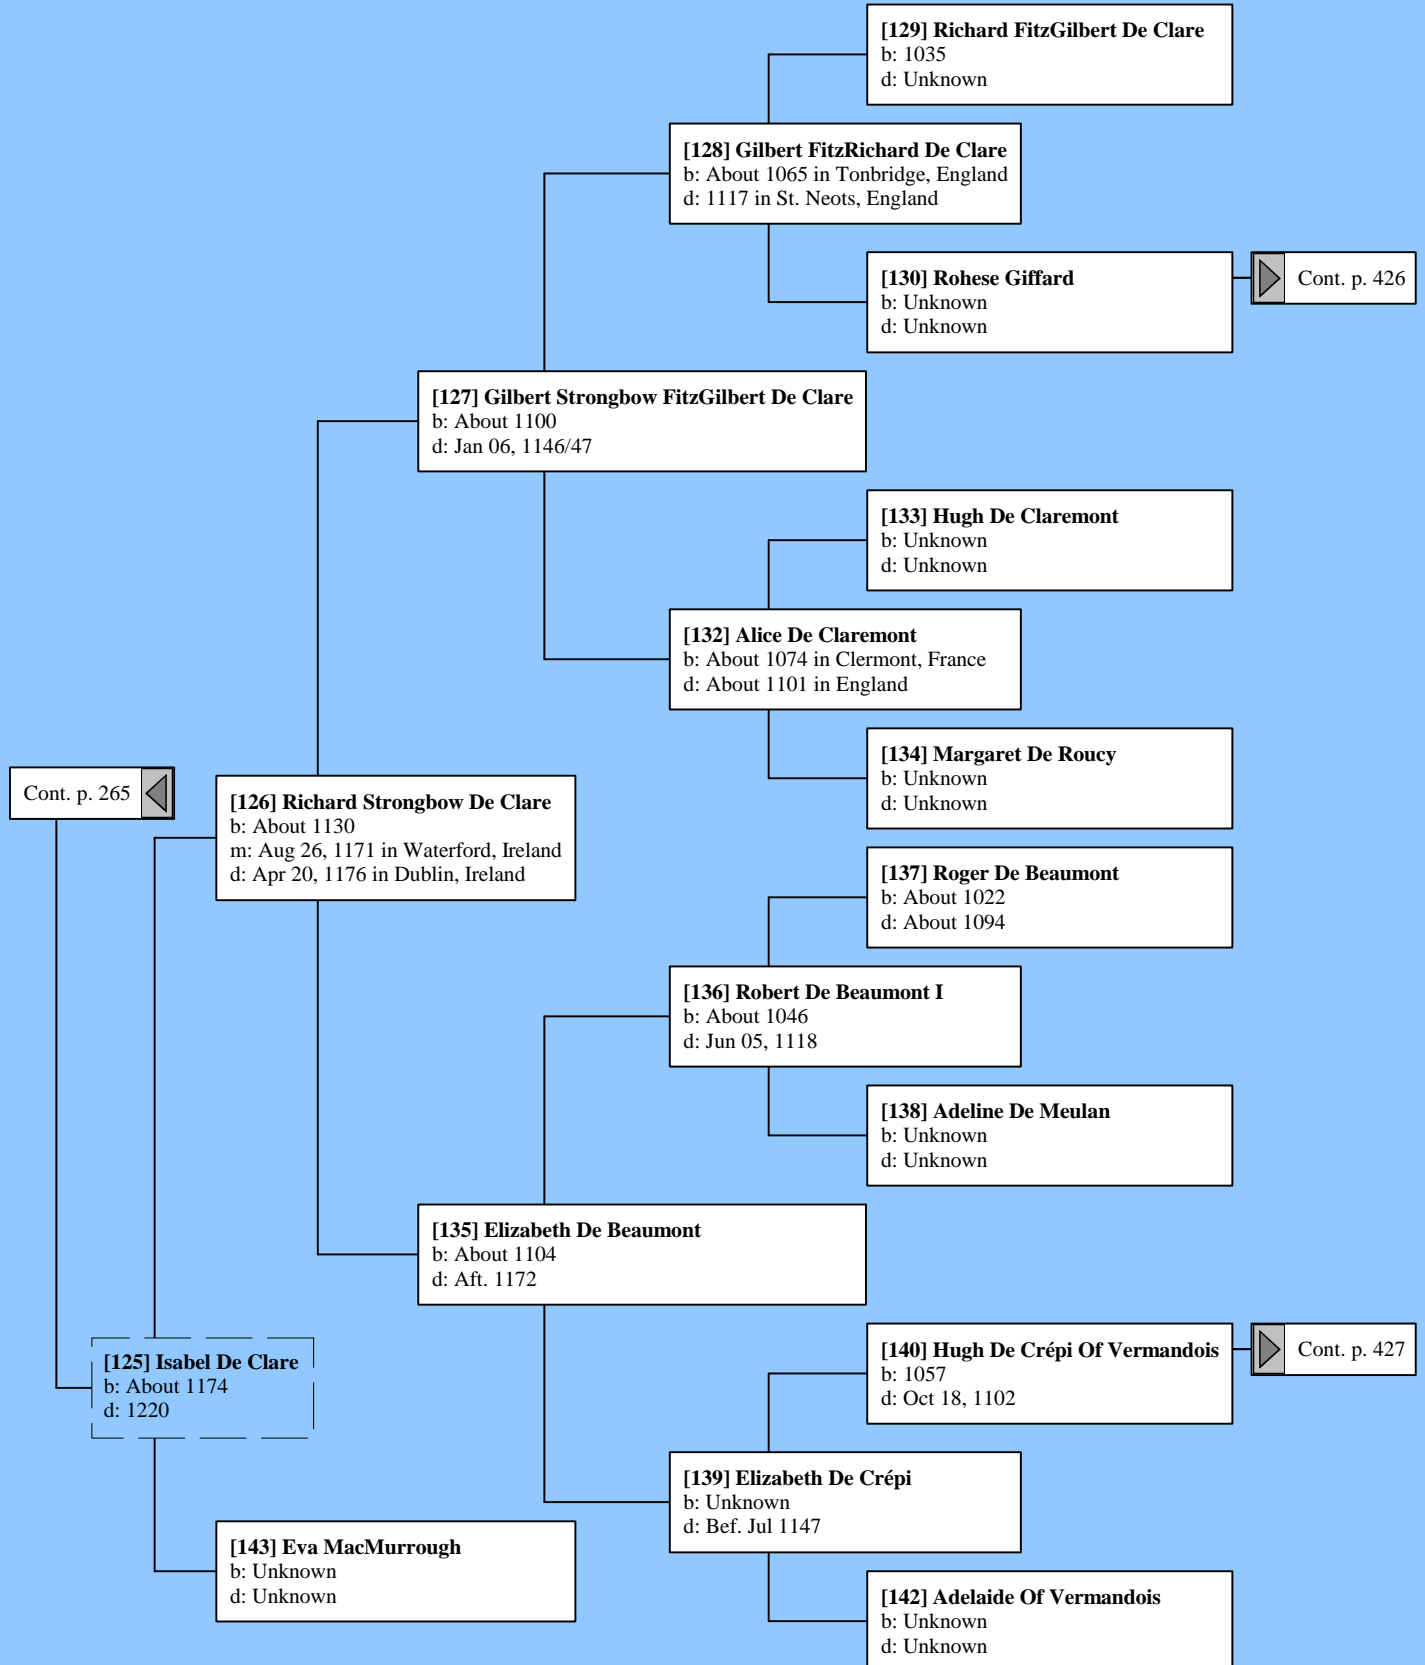 [129] Richard FitzGilbert De Clare
b: 1035
d: Unknown
[128] Gilbert FitzRichard De Clare
b: About 1065 in Tonbridge, England
d: 1117 in St. Neots, England
[130] Rohese Giffard
b: Unknown
d: Unknown
Cont. p. 426
[127] Gilbert Strongbow FitzGilbert De Clare
b: About 1100
d: Jan 06, 1146/47
[133] Hugh De Claremont
b: Unknown
d: Unknown
[132] Alice De Claremont
b: About 1074 in Clermont, France
d: About 1101 in England
[134] Margaret De Roucy
b: Unknown
d: Unknown
Cont. p. 265
[126] Richard Strongbow De Clare
b: About 1130
m: Aug 26, 1171 in Waterford, Ireland
d: Apr 20, 1176 in Dublin, Ireland
[137] Roger De Beaumont
b: About 1022
d: About 1094
[136] Robert De Beaumont I
b: About 1046
d: Jun 05, 1118
[138] Adeline De Meulan
b: Unknown
d: Unknown
[135] Elizabeth De Beaumont
b: About 1104
d: Aft. 1172
[140] Hugh De Crépi Of Vermandois
b: 1057
d: Oct 18, 1102
Cont. p. 427
[125] Isabel De Clare
b: About 1174
d: 1220
[139] Elizabeth De Crépi
b: Unknown
d: Bef. Jul 1147
[143] Eva MacMurrough
b: Unknown
d: Unknown
[142] Adelaide Of Vermandois
b: Unknown
d: Unknown